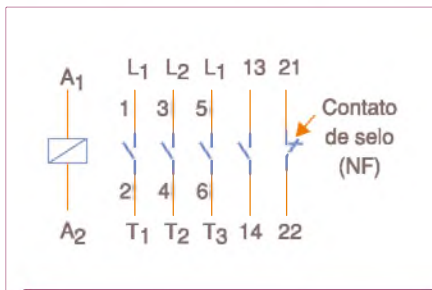 A1 L1 L2 L1 13 21
1 3 5
Contato
de selo
(NF)
2 4 6
A2 T1 T2 T3 14 22